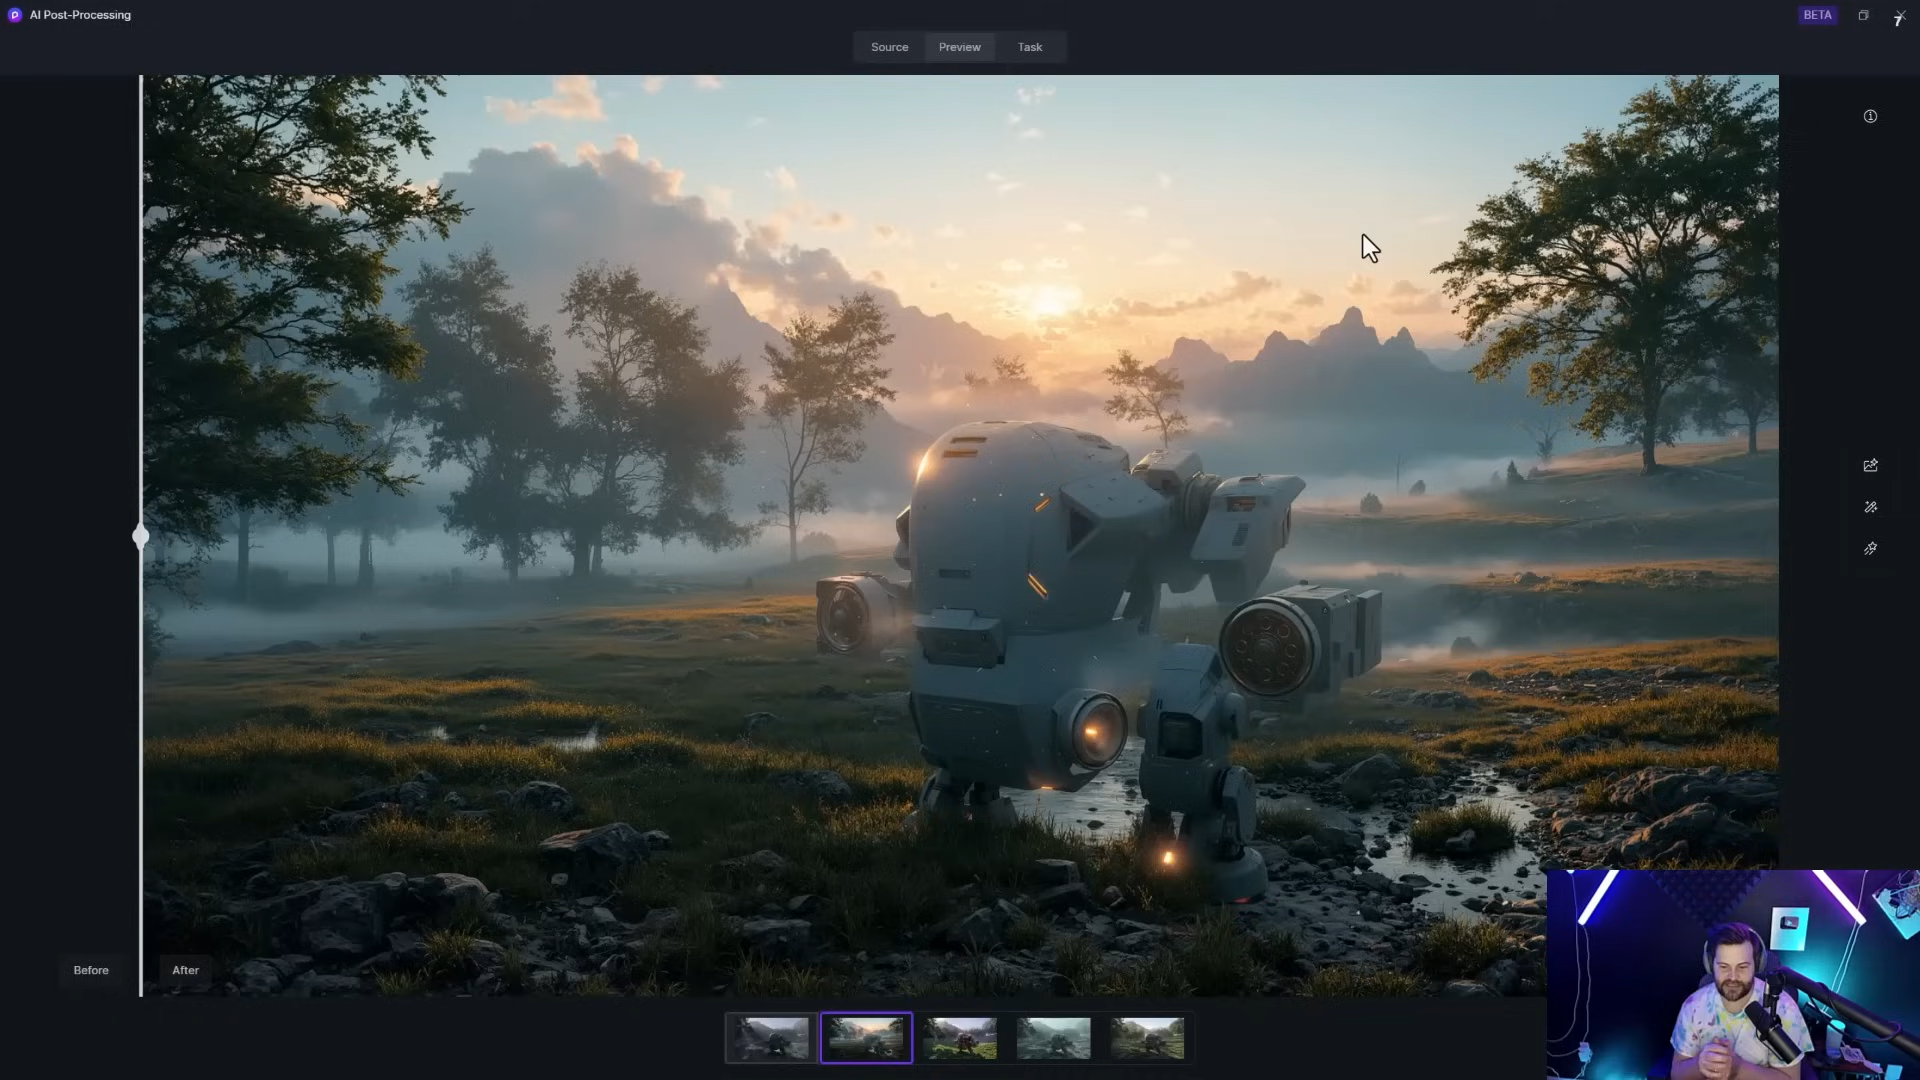 AI Post-Processing
BETA
Source
Preview
Task
Before
After